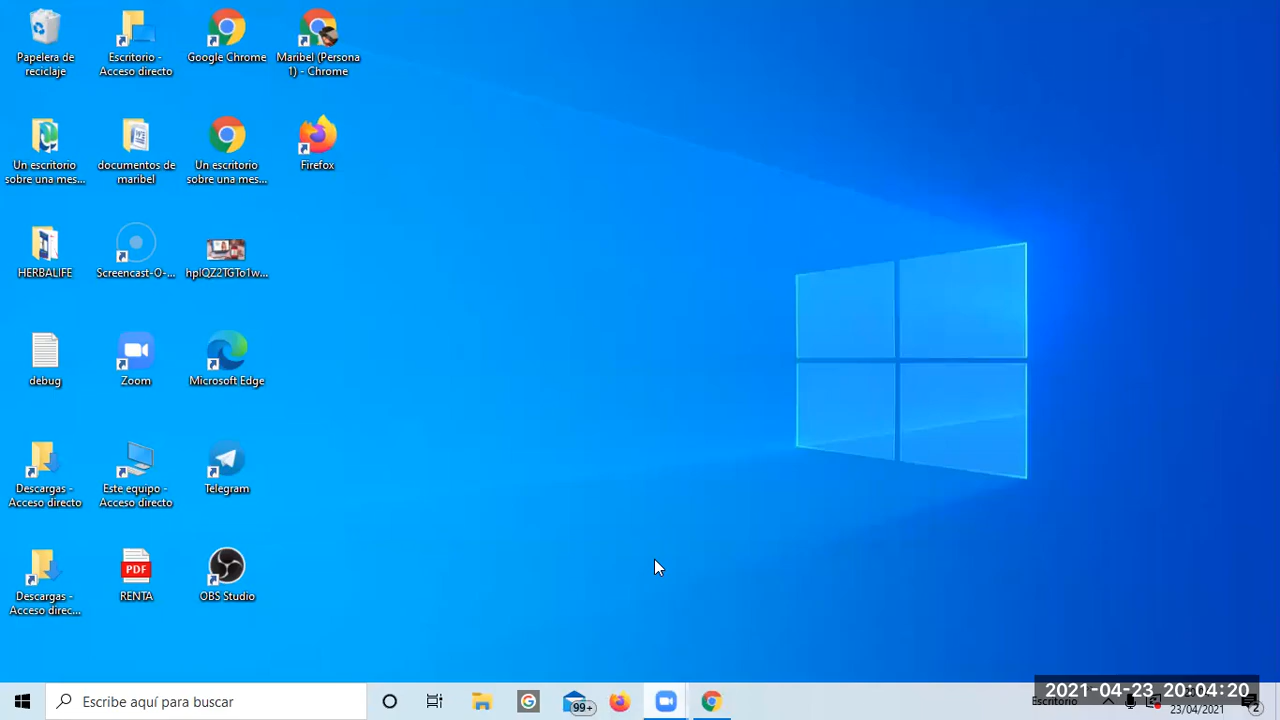 Papelera de
reciclaje
Escritorio -
Acceso directo
Google Chrome
Maribel (Persona
1) - Chrome
Un escritorio
sobre una mes...
documentos de
maribel
Un escritorio
sobre una mes...
Firefox
HERBALIFE
Screencast-O-...
hpIQZ2TGTo1w...
debug
Zoom
Microsoft Edge
Descargas -
Acceso directo
Este equipo -
Acceso directo
Telegram
Descargas -
Acceso direc...
PDF
RENTA
OBS Studio
Escribe aquí para buscar
99+
2021-04-23 20:04:20
Escritorio
23/04/2021
2